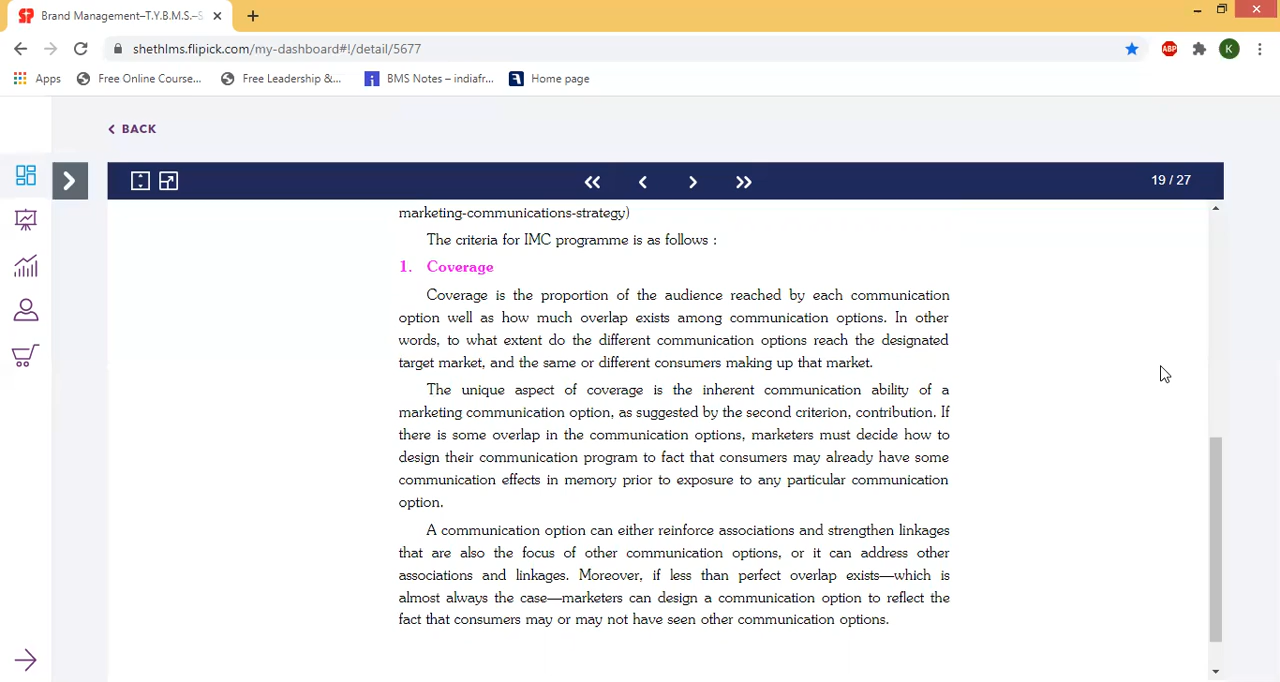 Brand Management–T.Y.B.M.S.–S
shethlms.flipick.com/my-dashboard#!/detail/5677
ABP
K
Apps
Free Online Course...
Free Leadership &...
BMS Notes – indiafr...
Home page
BACK
19 / 27
marketing-communications-strategy)
The criteria for IMC programme is as follows :
1. Coverage
Coverage is the proportion of the audience reached by each communication
option well as how much overlap exists among communication options. In other
words, to what extent do the different communication options reach the designated
target market, and the same or different consumers making up that market.
The unique aspect of coverage is the inherent communication ability of a
marketing communication option, as suggested by the second criterion, contribution. If
there is some overlap in the communication options, marketers must decide how to
design their communication program to fact that consumers may already have some
communication effects in memory prior to exposure to any particular communication
option.
A communication option can either reinforce associations and strengthen linkages
that are also the focus of other communication options, or it can address other
associations and linkages. Moreover, if less than perfect overlap exists—which is
almost always the case—marketers can design a communication option to reflect the
fact that consumers may or may not have seen other communication options.